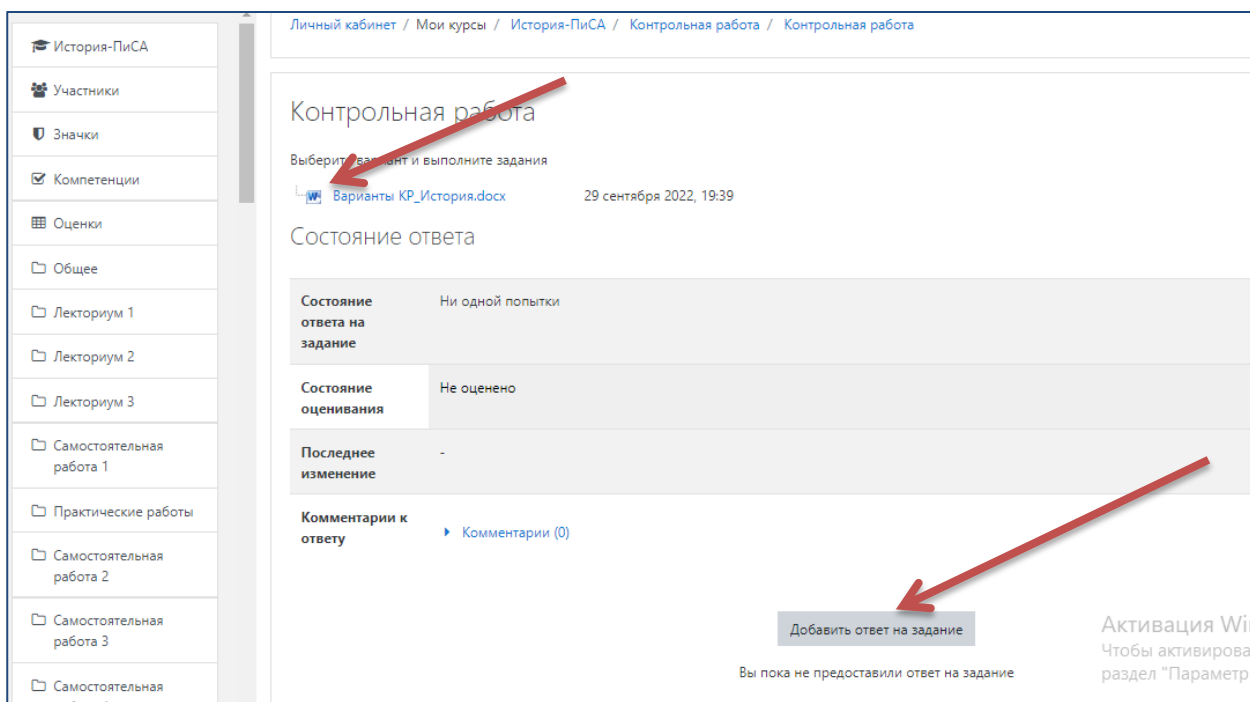 История-ПиСА
Участники
Значки
Компетенции
Оценки
Общее
Лекториум 1
Лекториум 2
Лекториум 3
Самостоятельная
работа 1
Практические работы
Самостоятельная
работа 2
Самостоятельная
работа 3
Самостоятельная
Личный кабинет / Мои курсы / История-ПиСА / Контрольная работа / Контрольная работа
Контрольная работа
Выберите вариант и выполните задания
Варианты КР_История.docx 29 сентября 2022, 19:39
Состояние ответа
Состояние
ответа на
задание
Ни одной попытки
Состояние
оценивания
Не оценено
Последнее
изменение
-
Комментарии к
ответу
Комментарии (0)
Добавить ответ на задание
Вы пока не предоставили ответ на задание
Активация Wi
Чтобы активирова
раздел "Параметр